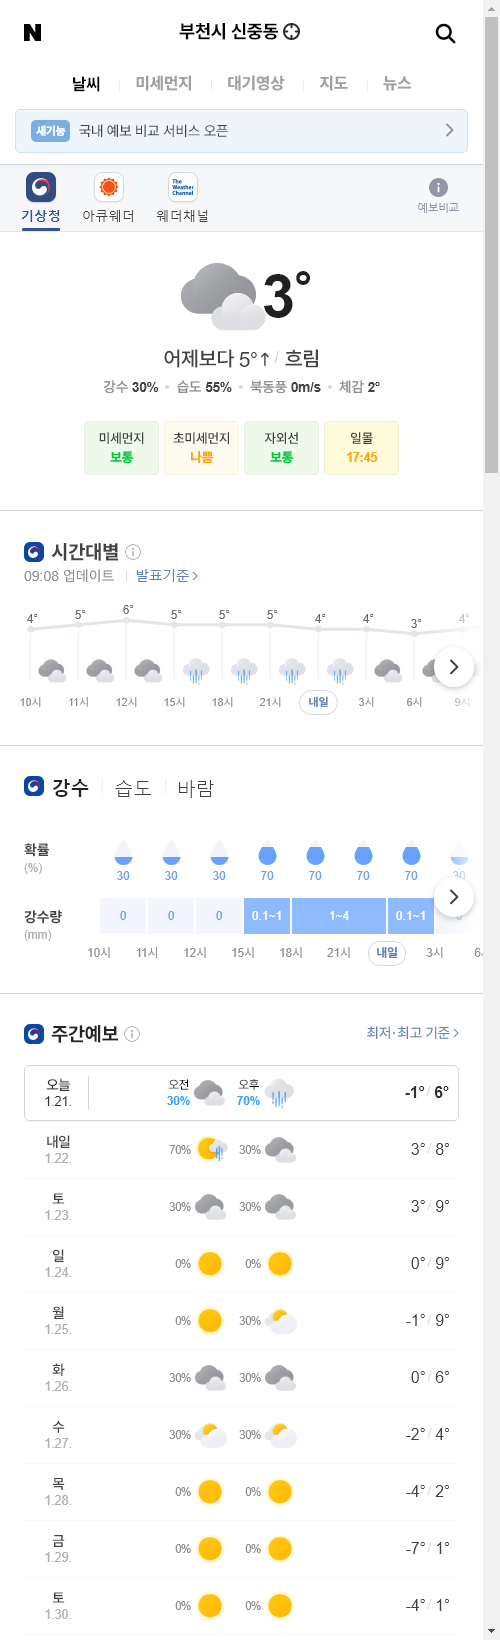 N
부천시 신중동
날씨 미세먼지 대기영상 지도 뉴스
새기능 국내 예보 비교 서비스 오픈
The Weather Channel
기상청 아큐웨더 웨더채널 예보비교
3°
어제보다 5°↑ / 흐림
강수 30% 습도 55% 북동풍 0m/s 체감 2°
미세먼지 초미세먼지 자외선 일몰
보통 나쁨 보통 17:45
시간대별
09:08 업데이트 발표기준 >
4° 5° 6° 5° 5° 5° 4° 4° 3° 4°
10시 11시 12시 15시 18시 21시 내일 3시 6시 9시
강수 습도 바람
확률
(%)
30 30 30 70 70 70 70 30
강수량
(mm)
0 0 0 0.1~1 1~4 0.1~1 0
10시 11시 12시 15시 18시 21시 내일 3시
주간예보 최저·최고 기준 >
오늘 오전 오후
1.21. 30% 70% -1° / 6°
내일
1.22. 70% 30% 3° / 8°
토
1.23. 30% 30% 3° / 9°
일
1.24. 0% 0% 0° / 9°
월
1.25. 0% 30% -1° / 9°
화
1.26. 30% 30% 0° / 6°
수
1.27. 30% 30% -2° / 4°
목
1.28. 0% 0% -4° / 2°
금
1.29. 0% 0% -7° / 1°
토
1.30. 0% 0% -4° / 1°